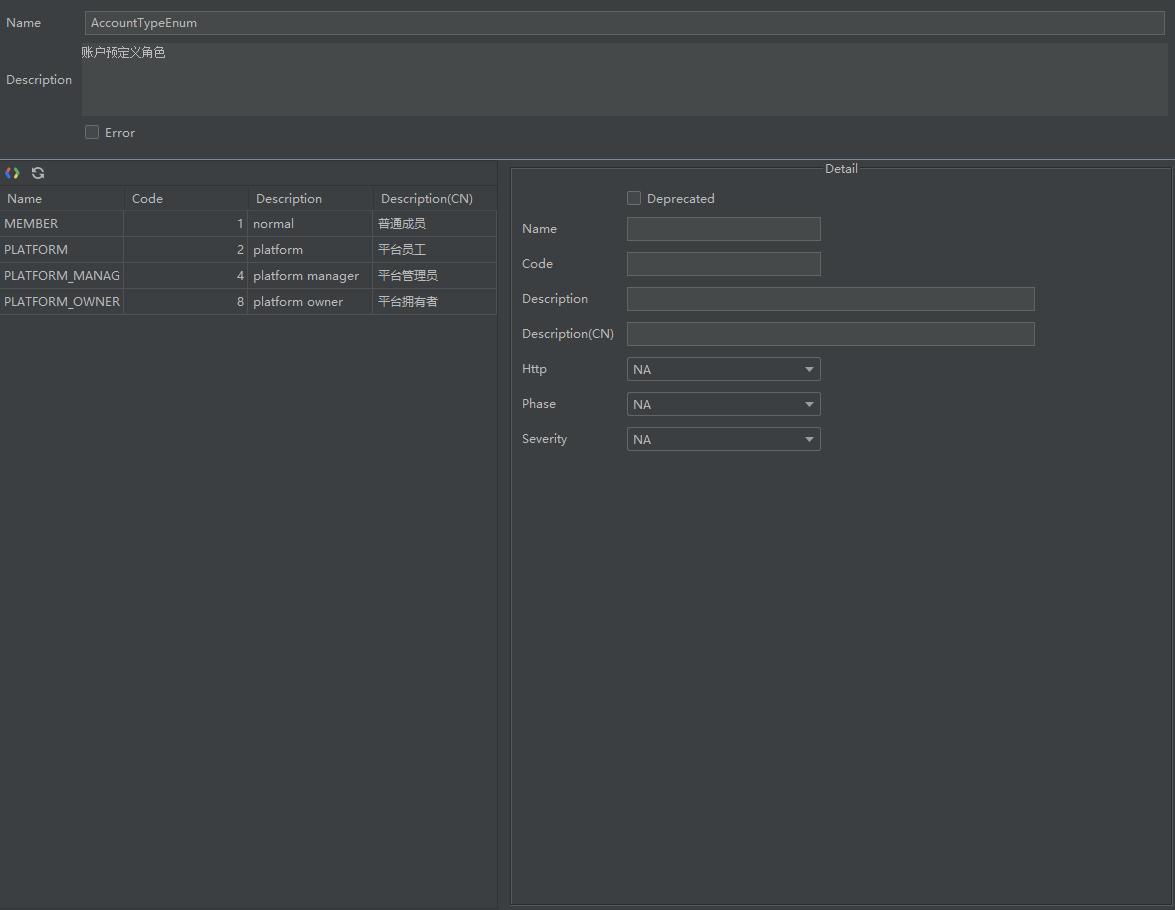 Name AccountTypeEnum
账户预定义角色
Description
Error
Name Code Description Description(CN)
MEMBER 1 normal 普通成员
PLATFORM 2 platform 平台员工
PLATFORM_MANAG 4 platform manager 平台管理员
PLATFORM_OWNER 8 platform owner 平台拥有者
Detail
Deprecated
Name
Code
Description
Description(CN)
Http NA
Phase NA
Severity NA